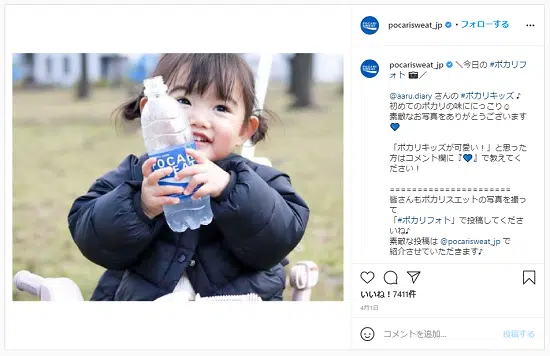 POCARI
SWEAT
pocarisweat_jp • フォローする
pocarisweat_jp ＼今日の #ポカリフ
ォト 📸／
@aaru.diary さんの #ポカリキッズ♪
初めてのポカリの味ににっこり☺
素敵なお写真をありがとうございます
💙
「ポカリキッズが可愛い！」と思った
方はコメント欄に『💙』で教えてくだ
さい！
=====================
皆さんもポカリスエットの写真を撮っ
て
「#ポカリフォト」で投稿してくださ
いね♪
素敵な投稿は @pocarisweat_jp で
紹介させていただきます♪
いいね！7411件
4月1日
コメントを追加...
投稿する